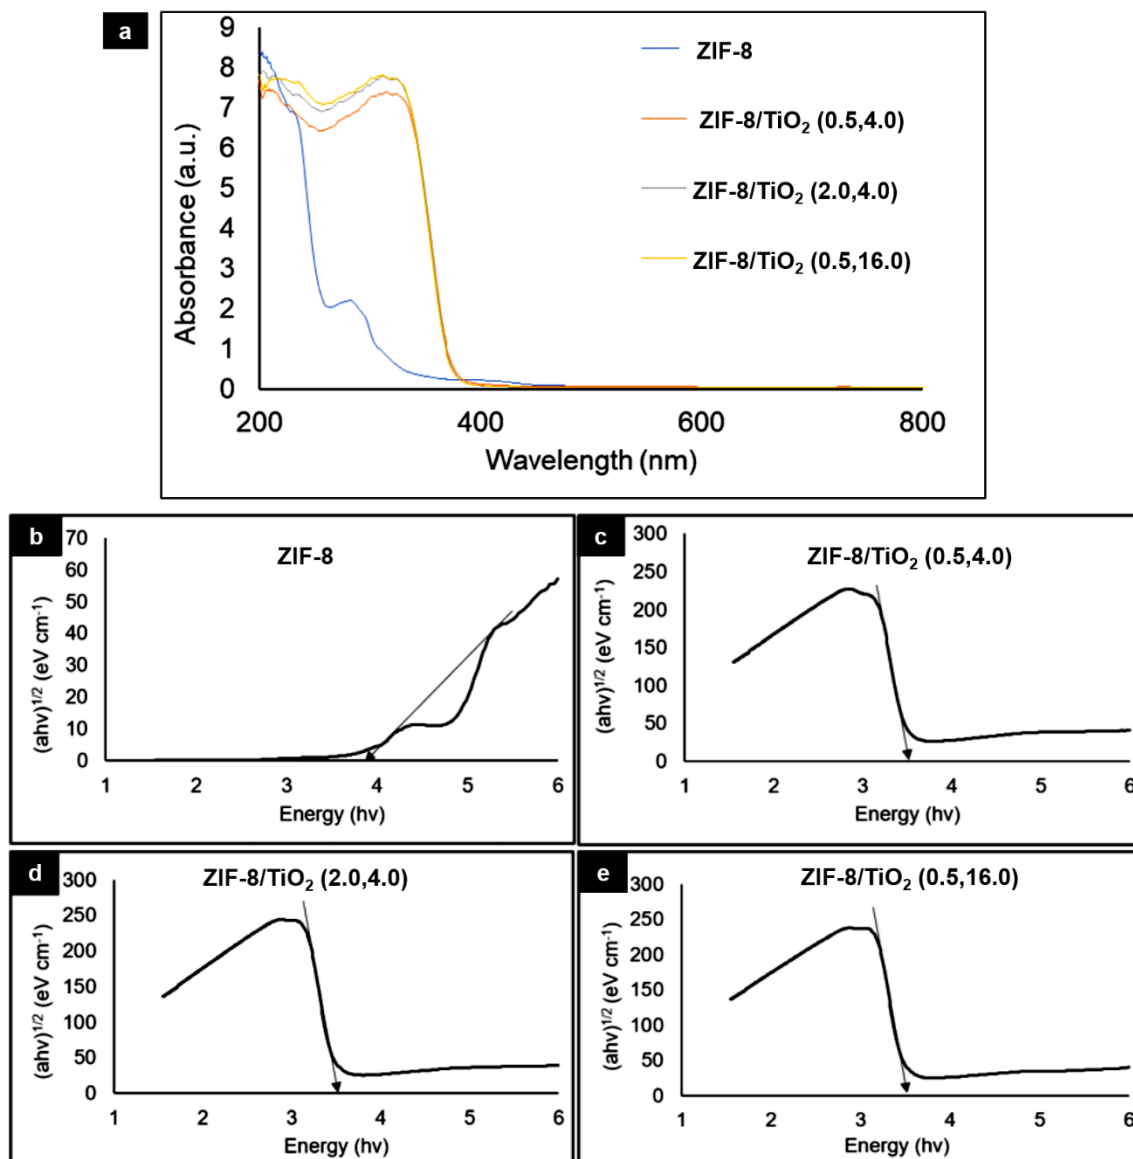 a
9
8
7
6
5
4
3
2
1
0
Absorbance (a.u.)
200
400
600
800
Wavelength (nm)
ZIF-8
ZIF-8/TiO₂ (0.5,4.0)
ZIF-8/TiO₂ (2.0,4.0)
ZIF-8/TiO₂ (0.5,16.0)
b
ZIF-8
70
60
50
40
30
20
10
0
(ahv)¹/² (eV cm⁻¹)
1 2 3 4 5 6
Energy (hv)
c
ZIF-8/TiO₂ (0.5,4.0)
300
250
200
150
100
50
0
(ahv)¹/² (eV cm⁻¹)
1 2 3 4 5 6
Energy (hv)
d
ZIF-8/TiO₂ (2.0,4.0)
300
250
200
150
100
50
0
(ahv)¹/² (eV cm⁻¹)
1 2 3 4 5 6
Energy (hv)
e
ZIF-8/TiO₂ (0.5,16.0)
300
250
200
150
100
50
0
(ahv)¹/² (eV cm⁻¹)
1 2 3 4 5 6
Energy (hv)